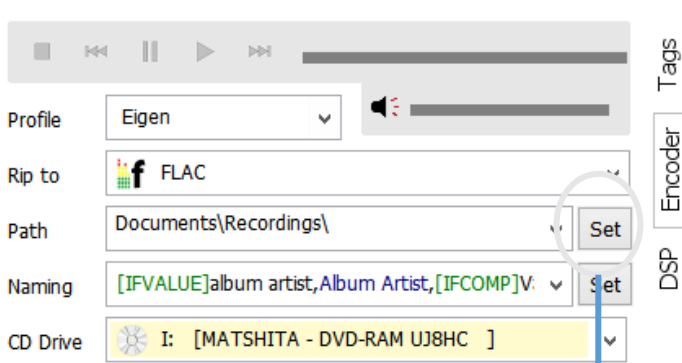 Profile Eigen
Rip to f FLAC
Path Documents\Recordings\ Set
Naming [IFVALUE]album artist,Album Artist,[IFCOMP]V Set
CD Drive I: [MATSHITA - DVD-RAM UJ8HC ]
Tags
Encoder
DSP